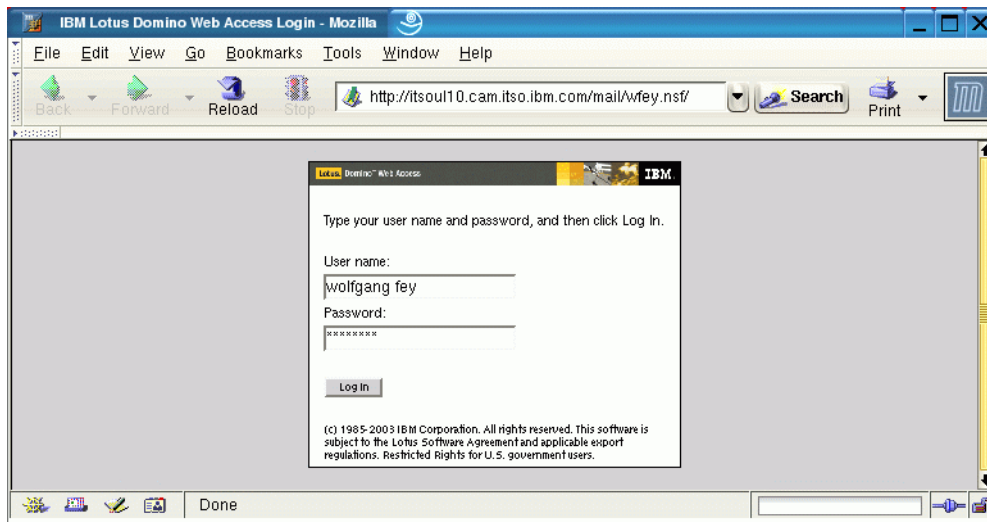 IBM Lotus Domino Web Access Login - Mozilla
File Edit View Go Bookmarks Tools Window Help
Back Forward Reload Stop http://itsoul10.cam.itso.ibm.com/mail/wfey.nsf/ Search Print m
Lotus. Domino™ Web Access IBM.
Type your user name and password, and then click Log In.
User name:
wolfgang fey
Password:
********
Log In
(c) 1985-2003 IBM Corporation. All rights reserved. This software is
subject to the Lotus Software Agreement and applicable export
regulations. Restricted Rights for U.S. government users.
Done